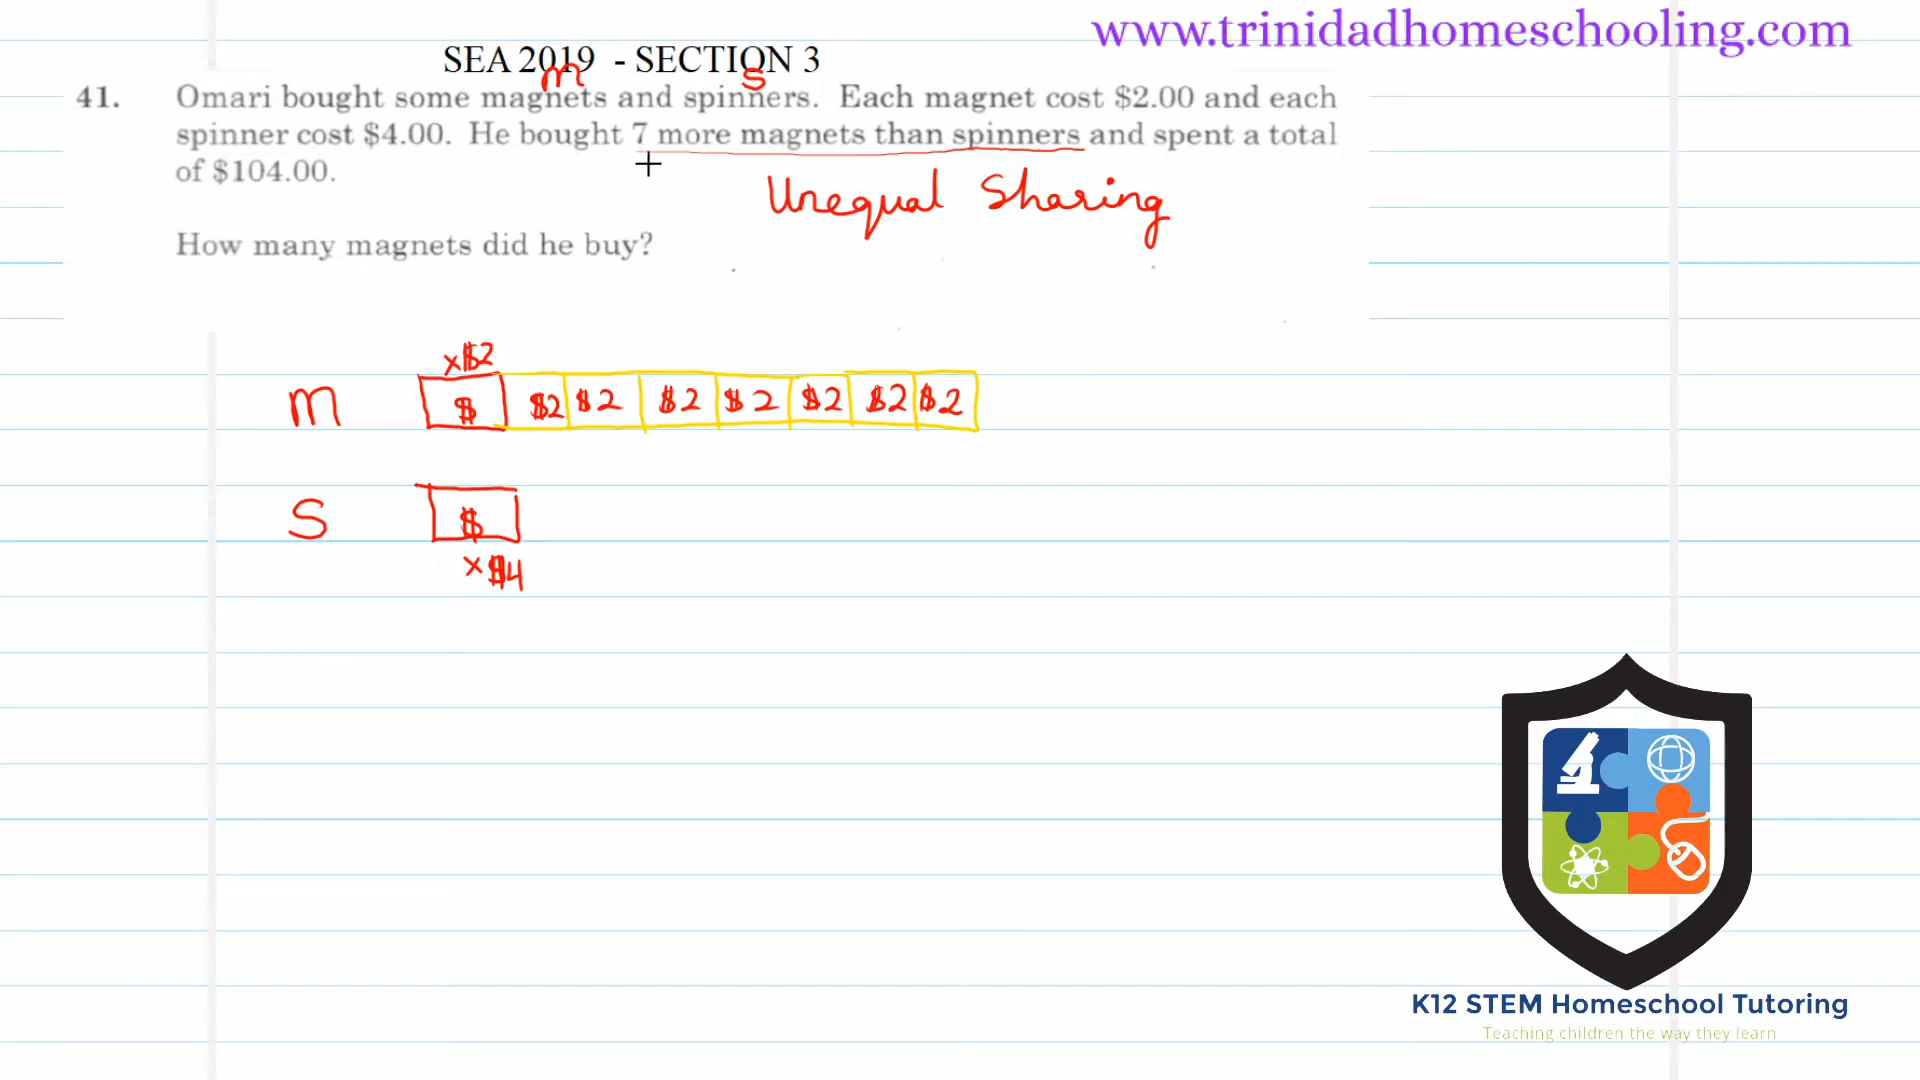 www.trinidadhomeschooling.com
SEA 2019 - SECTION 3
m s
41. Omari bought some magnets and spinners. Each magnet cost $2.00 and each
spinner cost $4.00. He bought 7 more magnets than spinners and spent a total
of $104.00.
Unequal Sharing
How many magnets did he buy?
x$2
m $ $2 $2 $2 $2 $2 $2 $2
S $
x $4
K12 STEM Homeschool Tutoring
Teaching children the way they learn